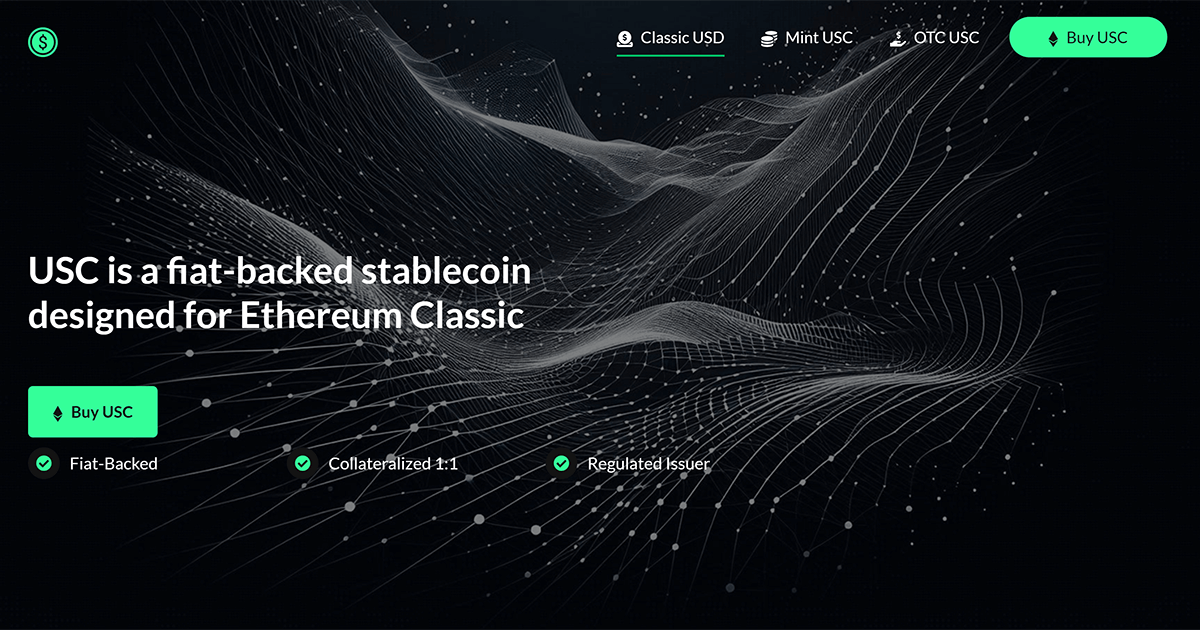 $
Classic USD
Mint USC
OTC USC
Buy USC
USC is a fiat-backed stablecoin
designed for Ethereum Classic
Buy USC
Fiat-Backed
Collateralized 1:1
Regulated Issuer